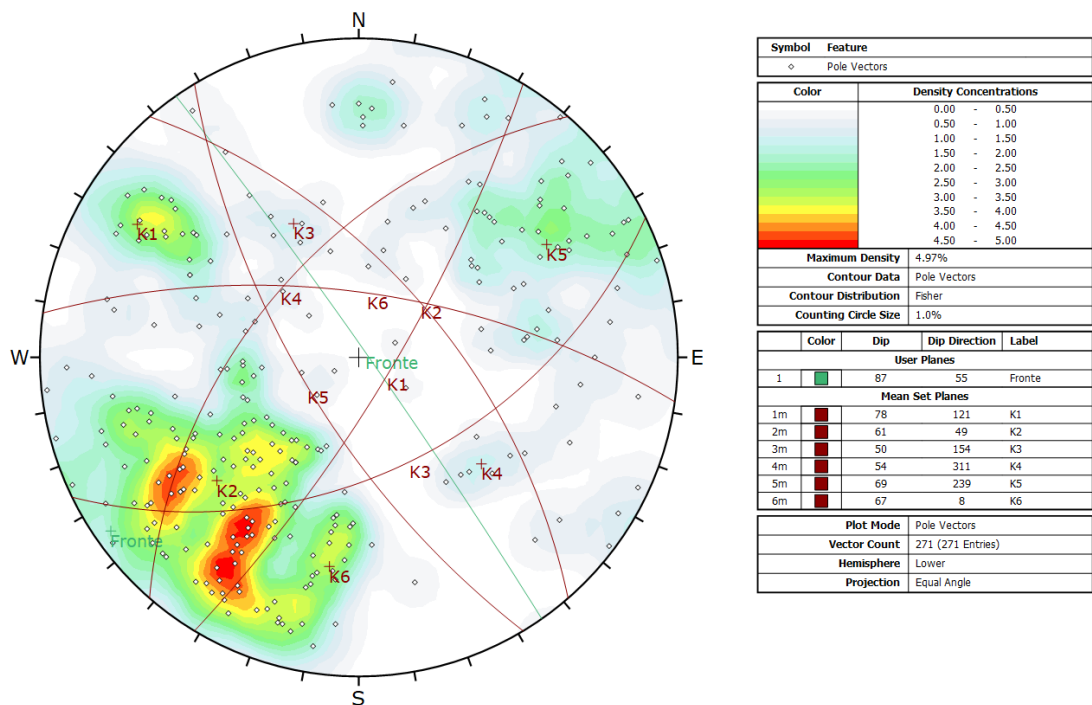 N
K1
K3
K5
K4
K6
K2
W
E
Fronte
K1
K5
K3
K4
K2
Fronte
K6
S
Symbol Feature
Pole Vectors
Color Density Concentrations
0.00 - 0.50
0.50 - 1.00
1.00 - 1.50
1.50 - 2.00
2.00 - 2.50
2.50 - 3.00
3.00 - 3.50
3.50 - 4.00
4.00 - 4.50
4.50 - 5.00
Maximum Density 4.97%
Contour Data Pole Vectors
Contour Distribution Fisher
Counting Circle Size 1.0%
Color Dip Dip Direction Label
User Planes
1 87 55 Fronte
Mean Set Planes
1m 78 121 K1
2m 61 49 K2
3m 50 154 K3
4m 54 311 K4
5m 69 239 K5
6m 67 8 K6
Plot Mode Pole Vectors
Vector Count 271 (271 Entries)
Hemisphere Lower
Projection Equal Angle